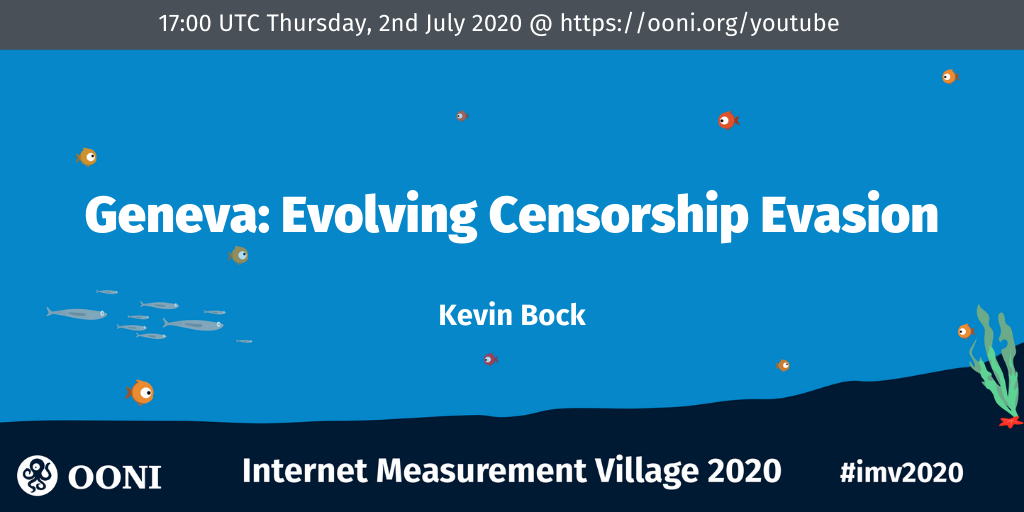 17:00 UTC Thursday, 2nd July 2020 @ https://ooni.org/youtube
Geneva: Evolving Censorship Evasion
Kevin Bock
OONI
Internet Measurement Village 2020
#imv2020